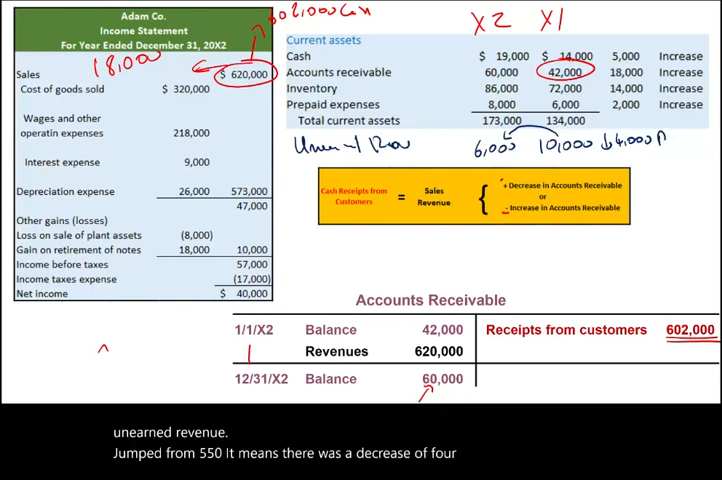 Adam Co.
Income Statement
For Year Ended December 31, 20X2
18,000
Sales $ 620,000
Cost of goods sold $ 320,000
Wages and other
operatin expenses 218,000
Interest expense 9,000
Depreciation expense 26,000 573,000
47,000
Other gains (losses)
Loss on sale of plant assets (8,000)
Gain on retirement of notes 18,000 10,000
Income before taxes 57,000
Income taxes expense (17,000)
Net income $ 40,000
X2 X1
Current assets
Cash $ 19,000 $ 14,000 5,000 Increase
Accounts receivable 60,000 42,000 18,000 Increase
Inventory 86,000 72,000 14,000 Increase
Prepaid expenses 8,000 6,000 2,000 Increase
Total current assets 173,000 134,000
6,000 10,000 ↓4,000
Cash Receipts from
Customers
=
Sales
Revenue
{
+ Decrease in Accounts Receivable
or
- Increase in Accounts Receivable
Accounts Receivable
1/1/X2 Balance 42,000 Receipts from customers 602,000
Revenues 620,000
12/31/X2 Balance 60,000
unearned revenue.
Jumped from 550 It means there was a decrease of four